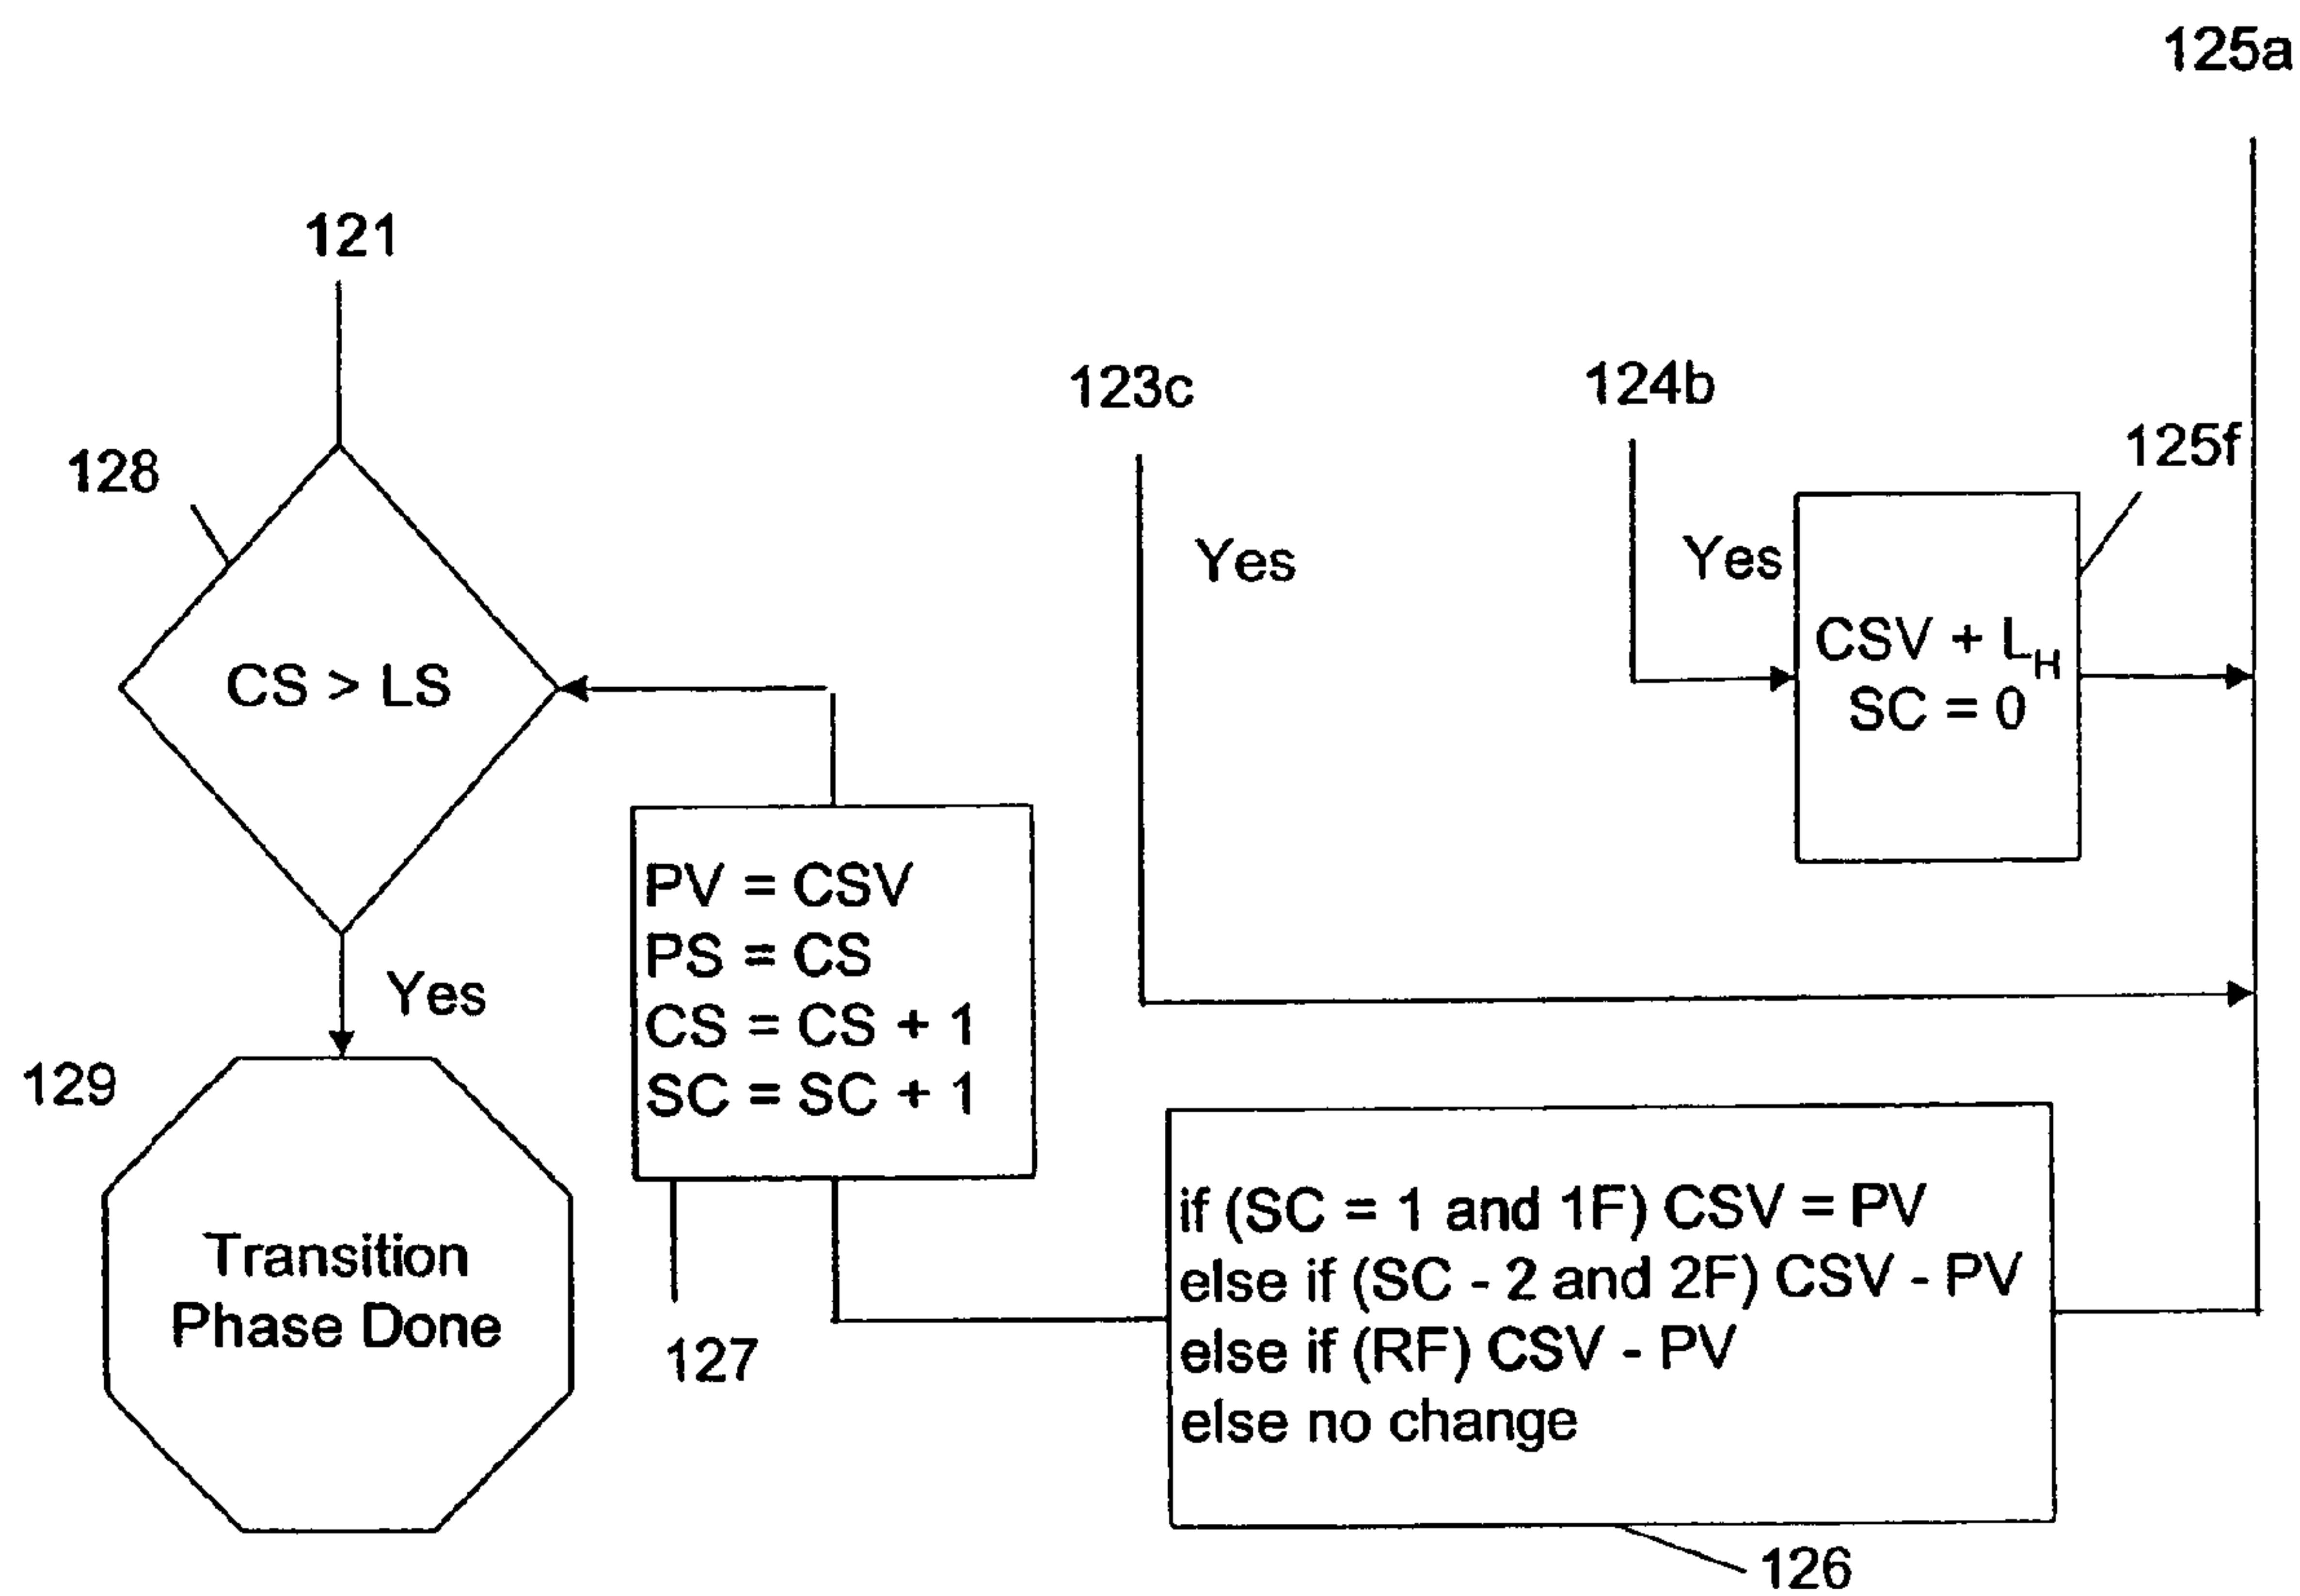 125a
121
123c
124b
125f
128
Yes
Yes
CSV + L_H
SC = 0
CS > LS
PV = CSV
PS = CS
CS = CS + 1
SC = SC + 1
Yes
129
Transition
Phase Done
127
if (SC = 1 and 1F) CSV = PV
else if (SC - 2 and 2F) CSV - PV
else if (RF) CSV - PV
else no change
126